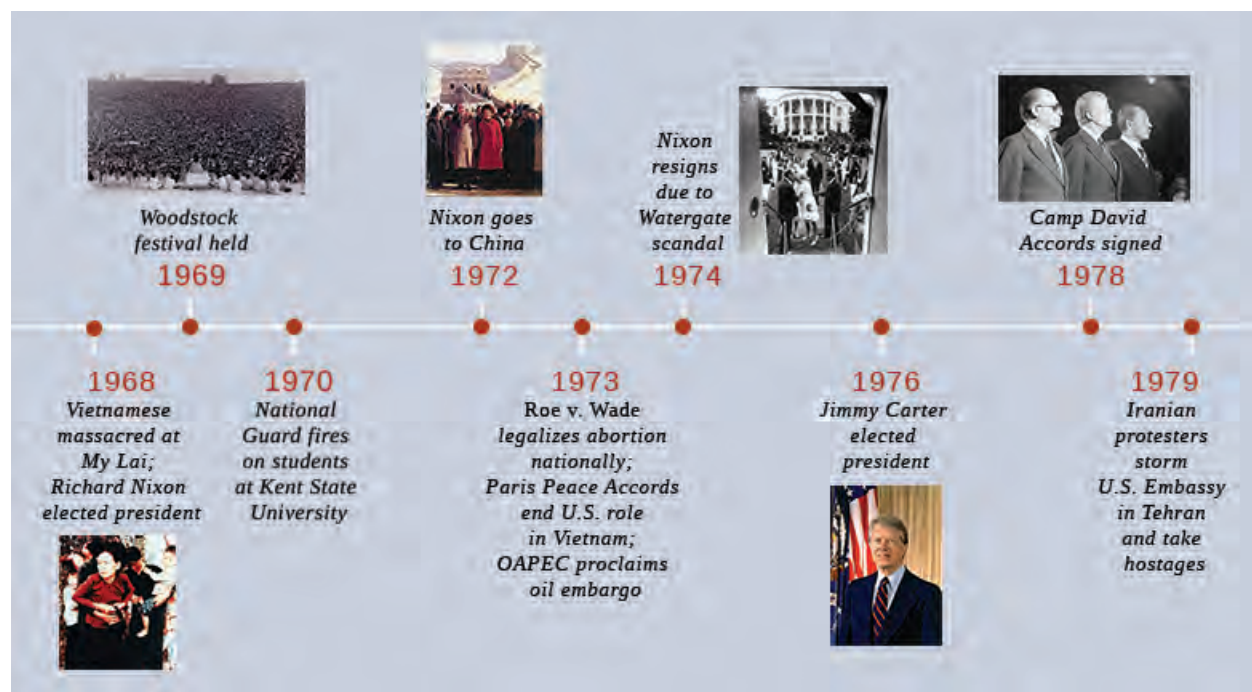 Woodstock
festival held
1969
Nixon goes
to China
1972
Nixon
resigns
due to
Watergate
scandal
1974
Camp David
Accords signed
1978
1968
Vietnamese
massacred at
My Lai;
Richard Nixon
elected president
1970
National
Guard fires
on students
at Kent State
University
1973
Roe v. Wade
legalizes abortion
nationally;
Paris Peace Accords
end U.S. role
in Vietnam;
OAPEC proclaims
oil embargo
1976
Jimmy Carter
elected
president
1979
Iranian
protesters
storm
U.S. Embassy
in Tehran
and take
hostages